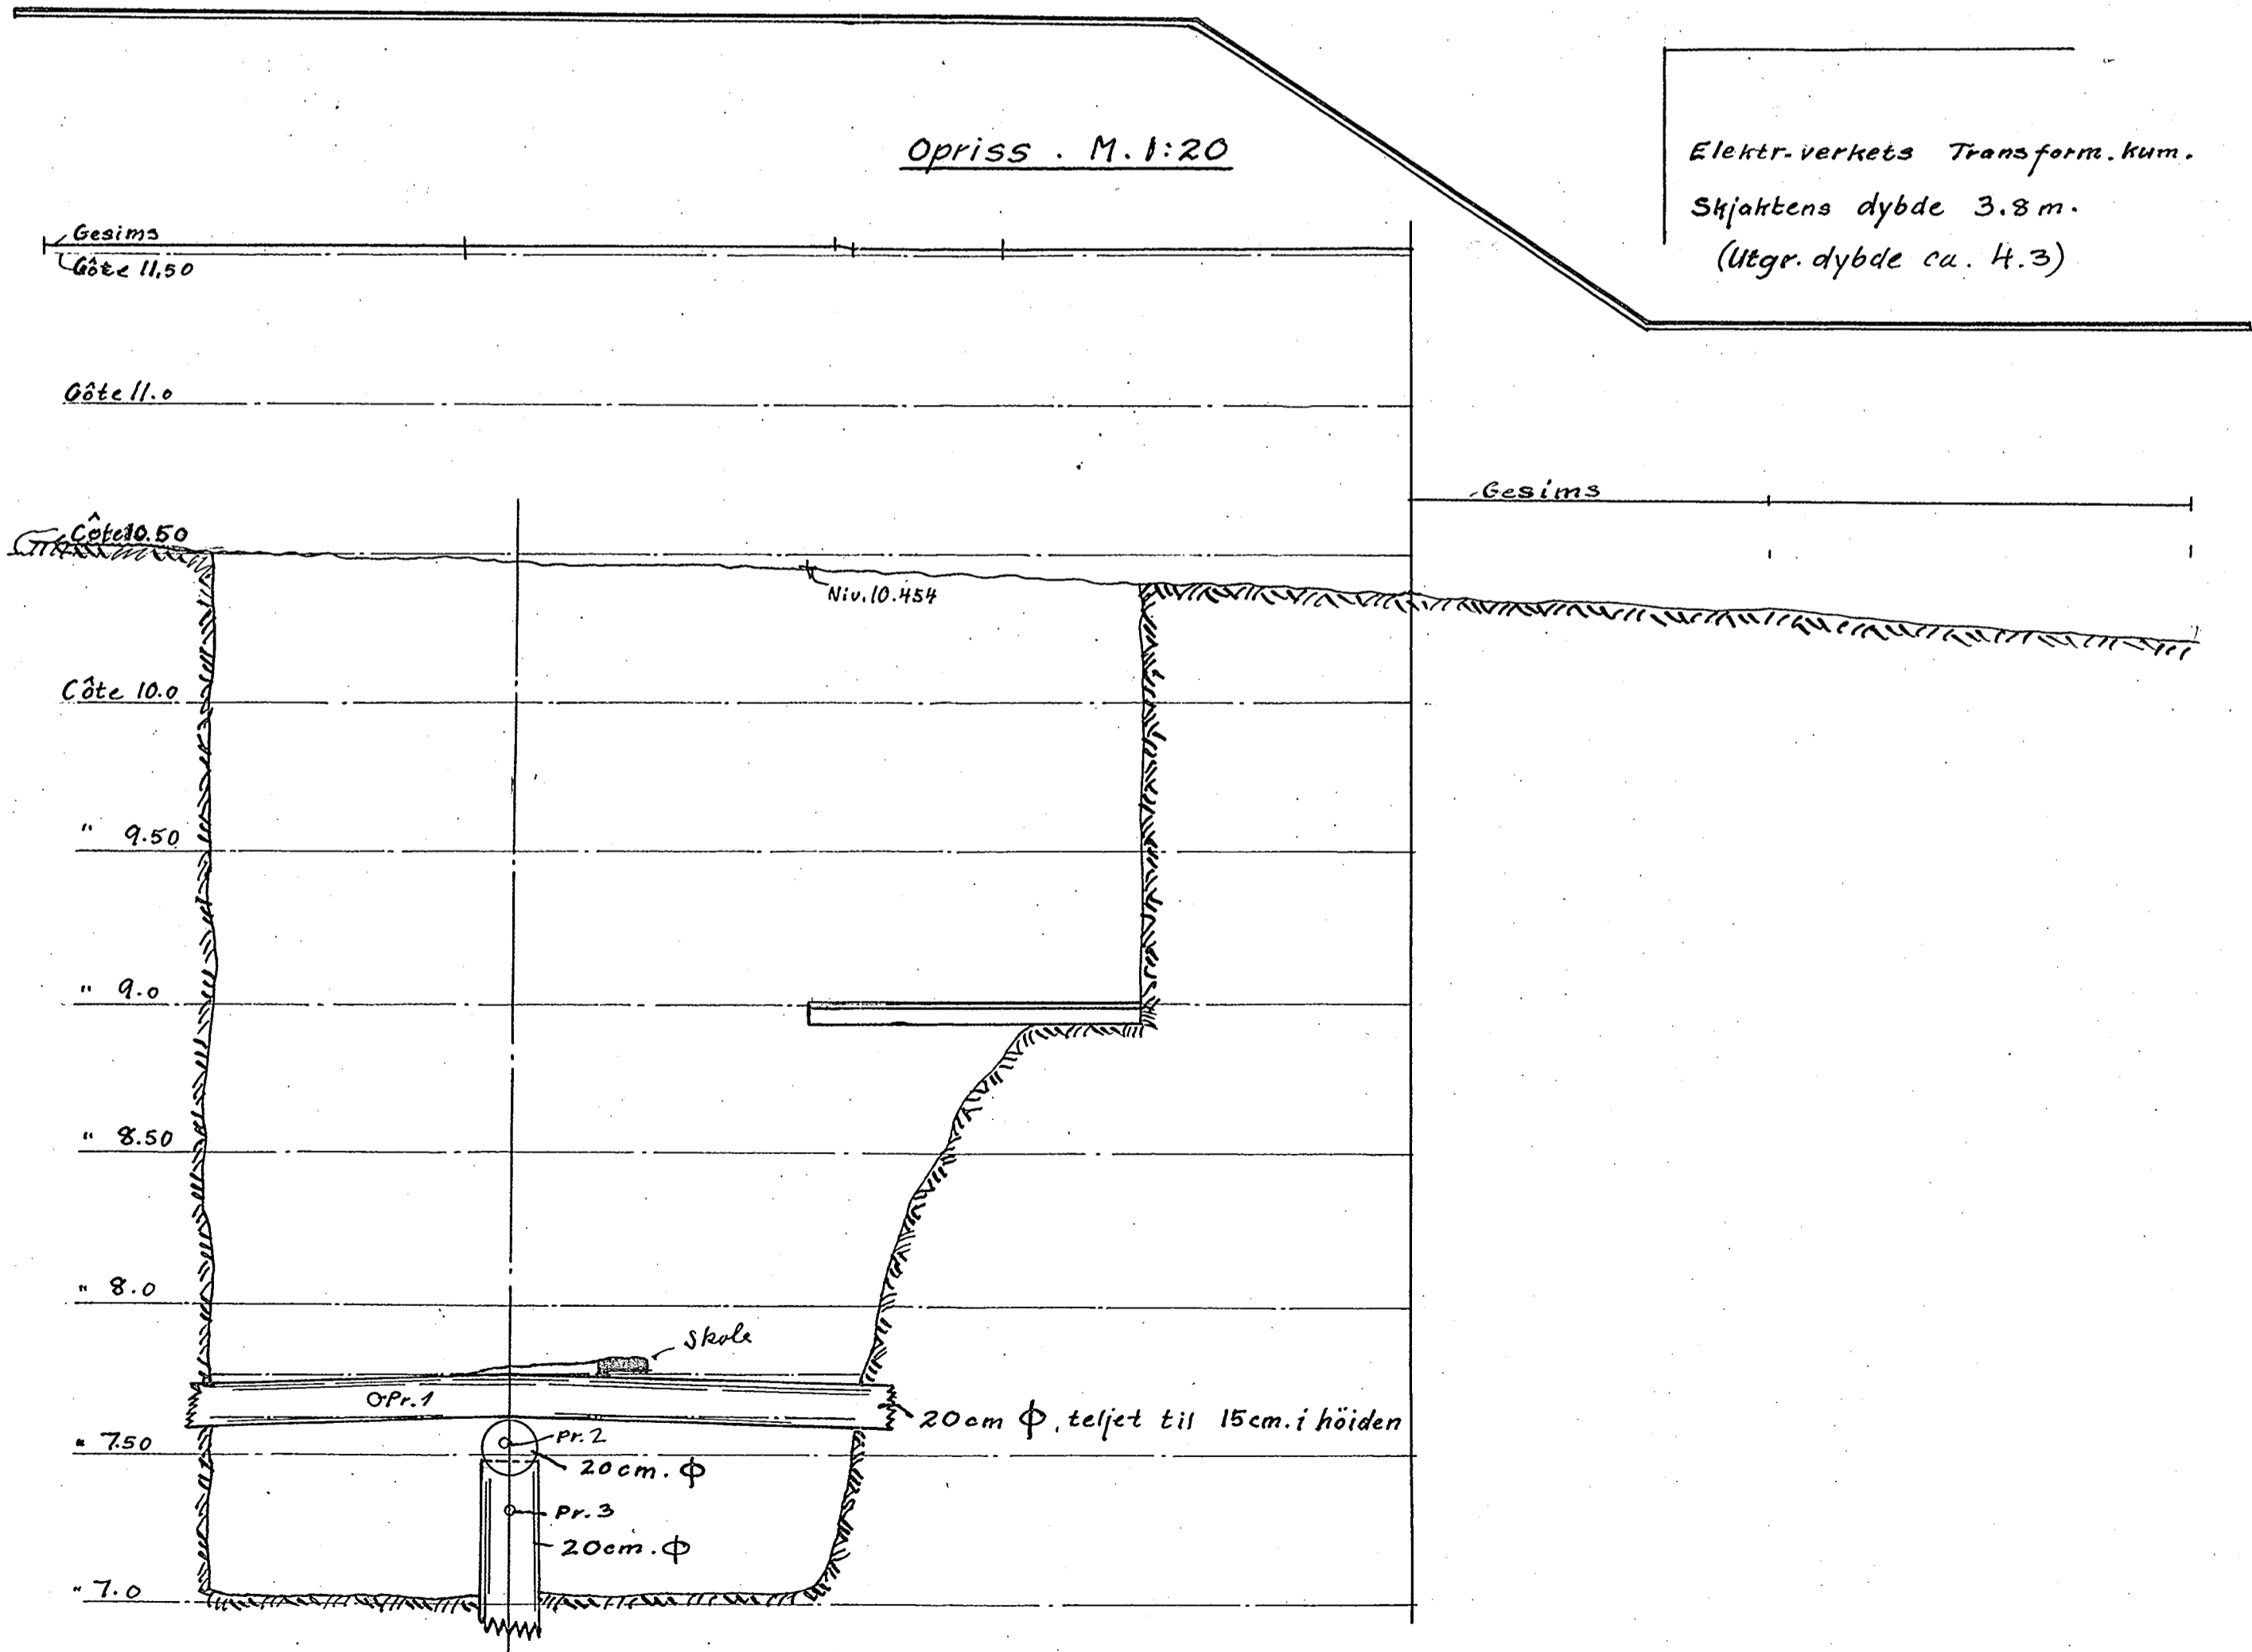 Opriss . M. 1:20
Elektr.verkets Transform.kum.
Skjaktens dybde 3.8 m.
(Utgr. dybde ca. 4.3)
Gesims
Côte 11.50
Côte 11.0
Gesims
Côte 10.50
Niv. 10.454
Côte 10.0
" 9.50
" 9.0
" 8.50
" 8.0
Skole
OPr.1
20cm ϕ, teljet til 15cm. i höiden
Pr.2
" 7.50
20cm. ϕ
Pr.3
20cm. ϕ
" 7.0